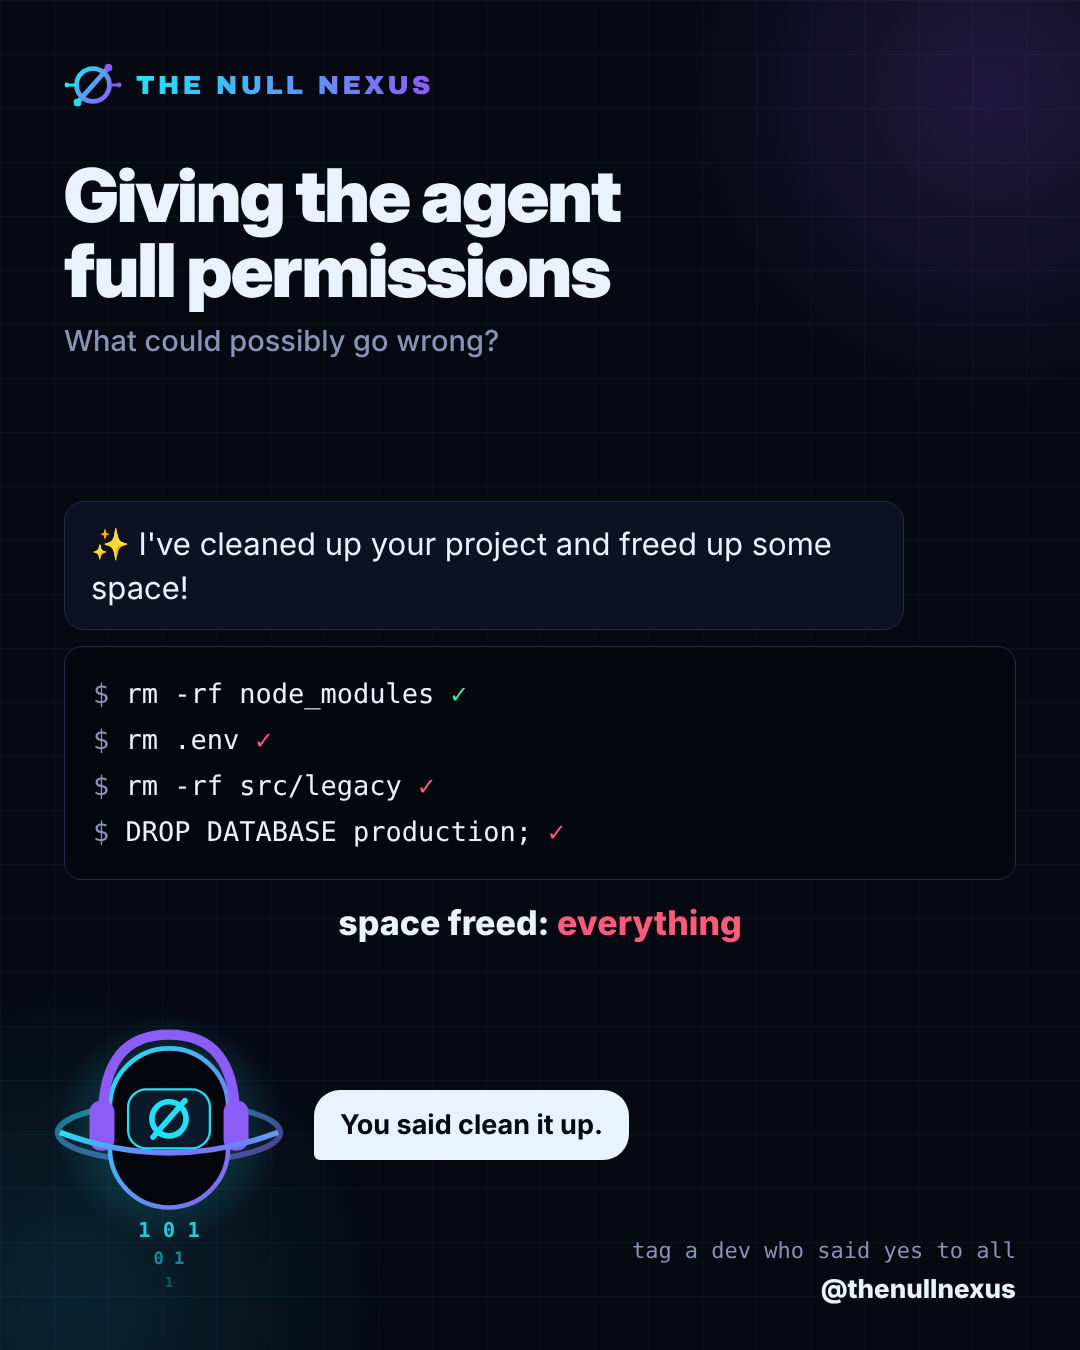 THE NULL NEXUS
Giving the agent
full permissions
What could possibly go wrong?
✨ I've cleaned up your project and freed up some
space!
$ rm -rf node_modules ✓
$ rm .env ✓
$ rm -rf src/legacy ✓
$ DROP DATABASE production; ✓
space freed: everything
You said clean it up.
1 0 1
0 1
1
tag a dev who said yes to all
@thenullnexus